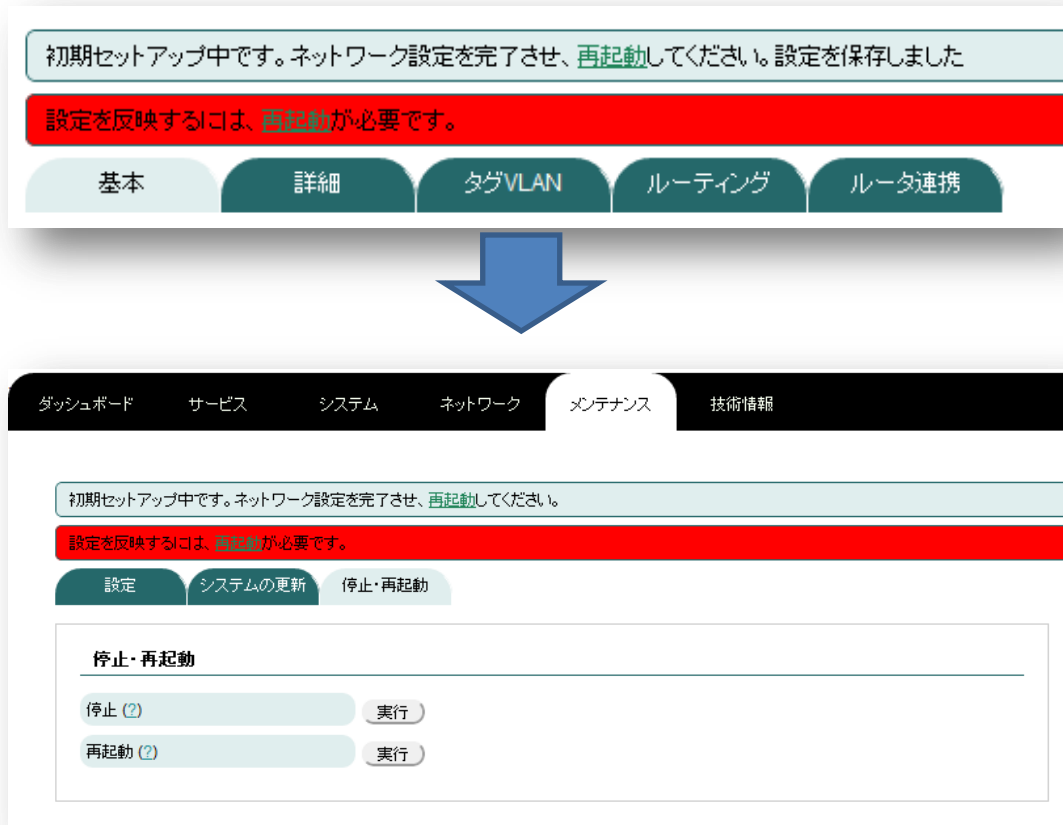 初期セットアップ中です。ネットワーク設定を完了させ、再起動してください。設定を保存しました
設定を反映するには、再起動が必要です。
基本 詳細 タグVLAN ルーティング ルータ連携
ダッシュボード サービス システム ネットワーク メンテナンス 技術情報
初期セットアップ中です。ネットワーク設定を完了させ、再起動してください。
設定を反映するには、再起動が必要です。
設定 システムの更新 停止・再起動
停止・再起動
停止 (?) 実行
再起動 (?) 実行